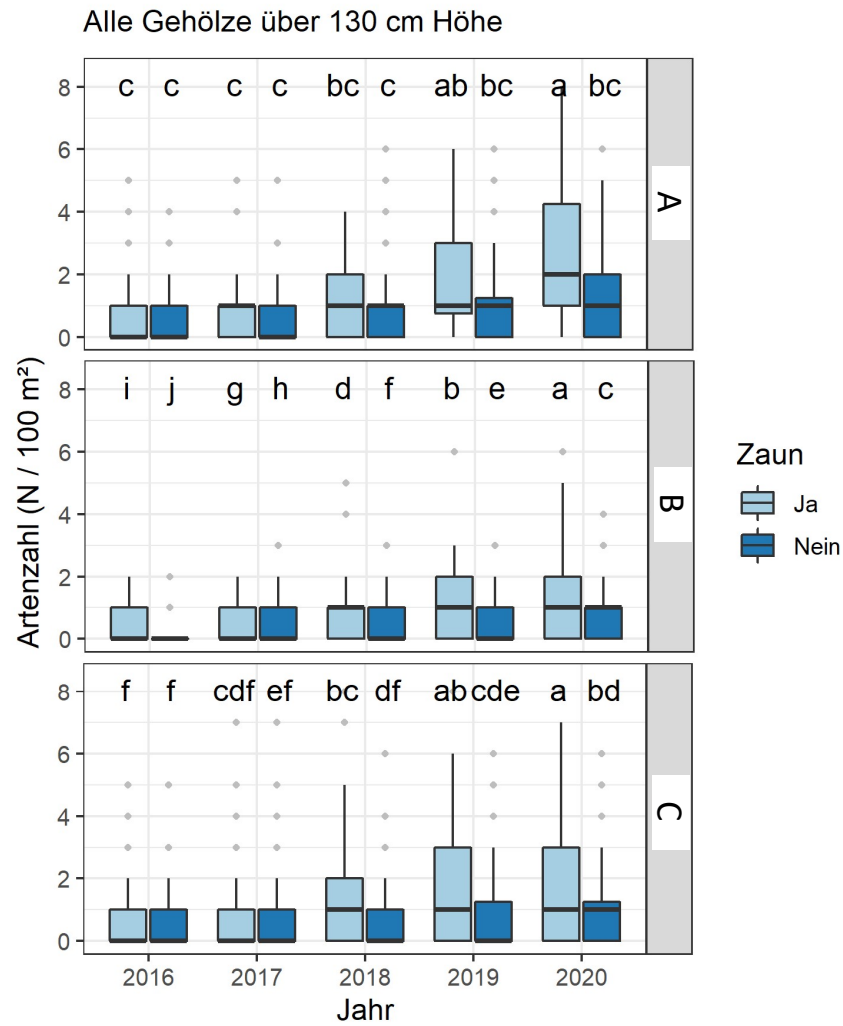 Alle Gehölze über 130 cm Höhe
Artenzahl (N / 100 m²)
8 6 4 2 0
c c c c bc c ab bc a bc
A
8 6 4 2 0
i j g h d f b e a c
B
8 6 4 2 0
f f cdf ef bc df ab cde a bd
C
2016 2017 2018 2019 2020
Jahr
Zaun
Ja
Nein